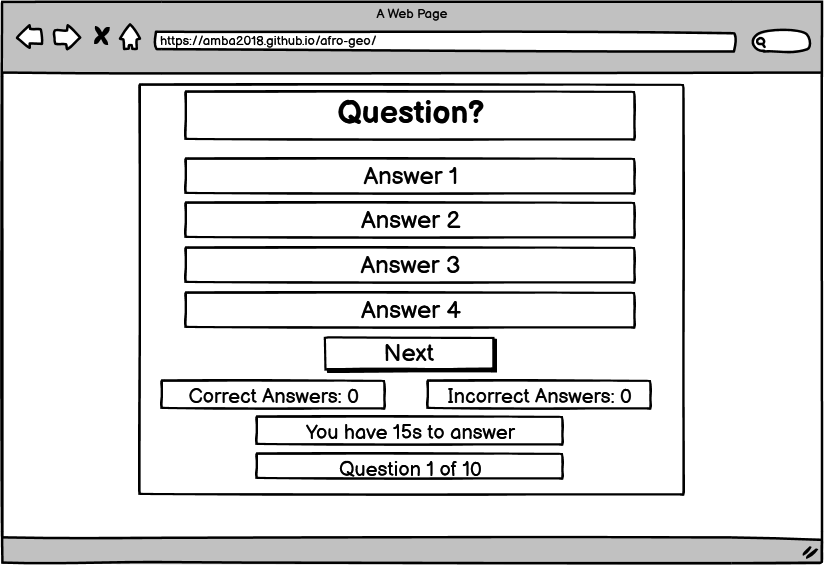 A Web Page
https://amba2018.github.io/afro-geo/
Question?
Answer 1
Answer 2
Answer 3
Answer 4
Next
Correct Answers: 0
Incorrect Answers: 0
You have 15s to answer
Question 1 of 10